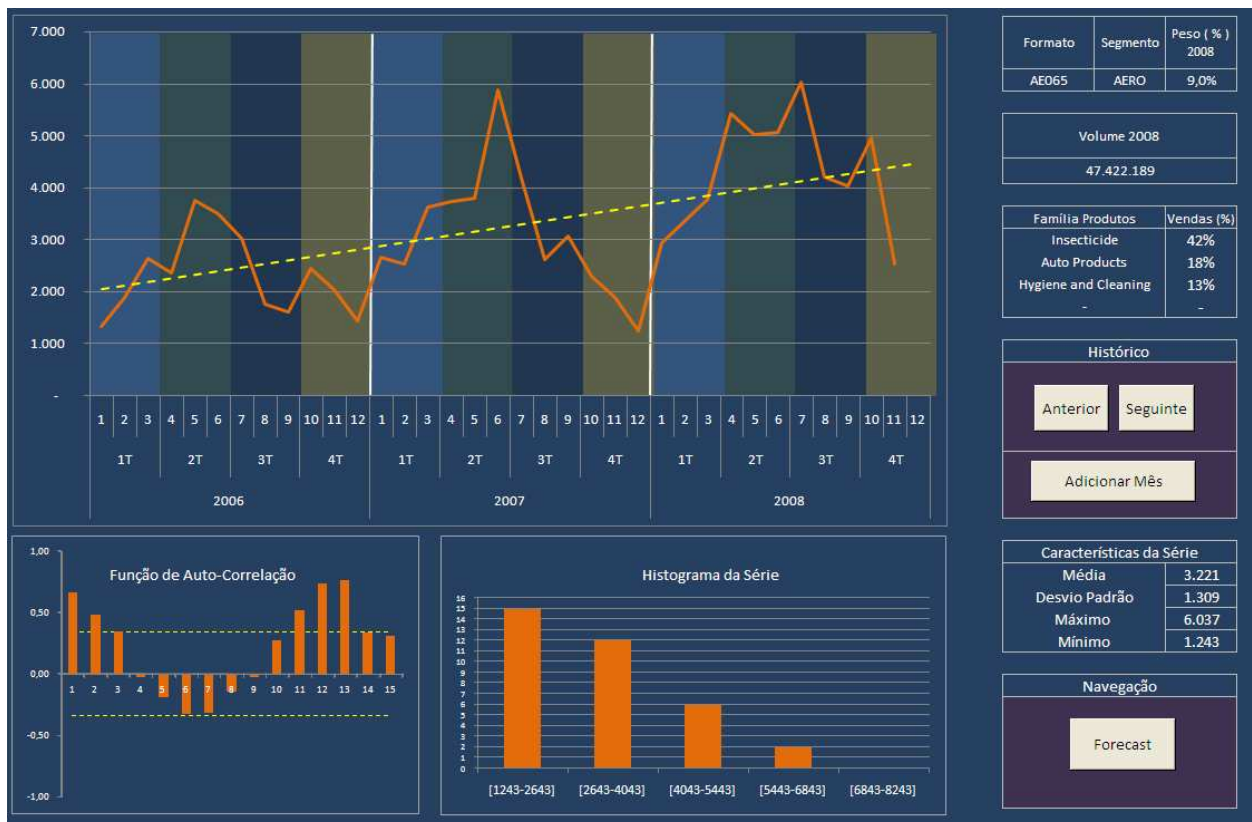 7.000
6.000
5.000
4.000
3.000
2.000
1.000
-
1 2 3 4 5 6 7 8 9 10 11 12 1 2 3 4 5 6 7 8 9 10 11 12 1 2 3 4 5 6 7 8 9 10 11 12
1T 2T 3T 4T 1T 2T 3T 4T 1T 2T 3T 4T
2006 2007 2008
Formato Segmento Peso ( % )
2008
AE065 AERO 9,0%
Volume 2008
47.422.189
Família Produtos Vendas (%)
Insecticide 42%
Auto Products 18%
Hygiene and Cleaning 13%
- -
Histórico
Anterior Seguinte
Adicionar Mês
Função de Auto-Correlação
1,00
0,50
0,00
-0,50
-1,00
1 2 3 4 5 6 7 8 9 10 11 12 13 14 15
Histograma da Série
16
15
14
13
12
11
10
9
8
7
6
5
4
3
2
1
0
[1243-2643] [2643-4043] [4043-5443] [5443-6843] [6843-8243]
Características da Série
Média 3.221
Desvio Padrão 1.309
Máximo 6.037
Mínimo 1.243
Navegação
Forecast